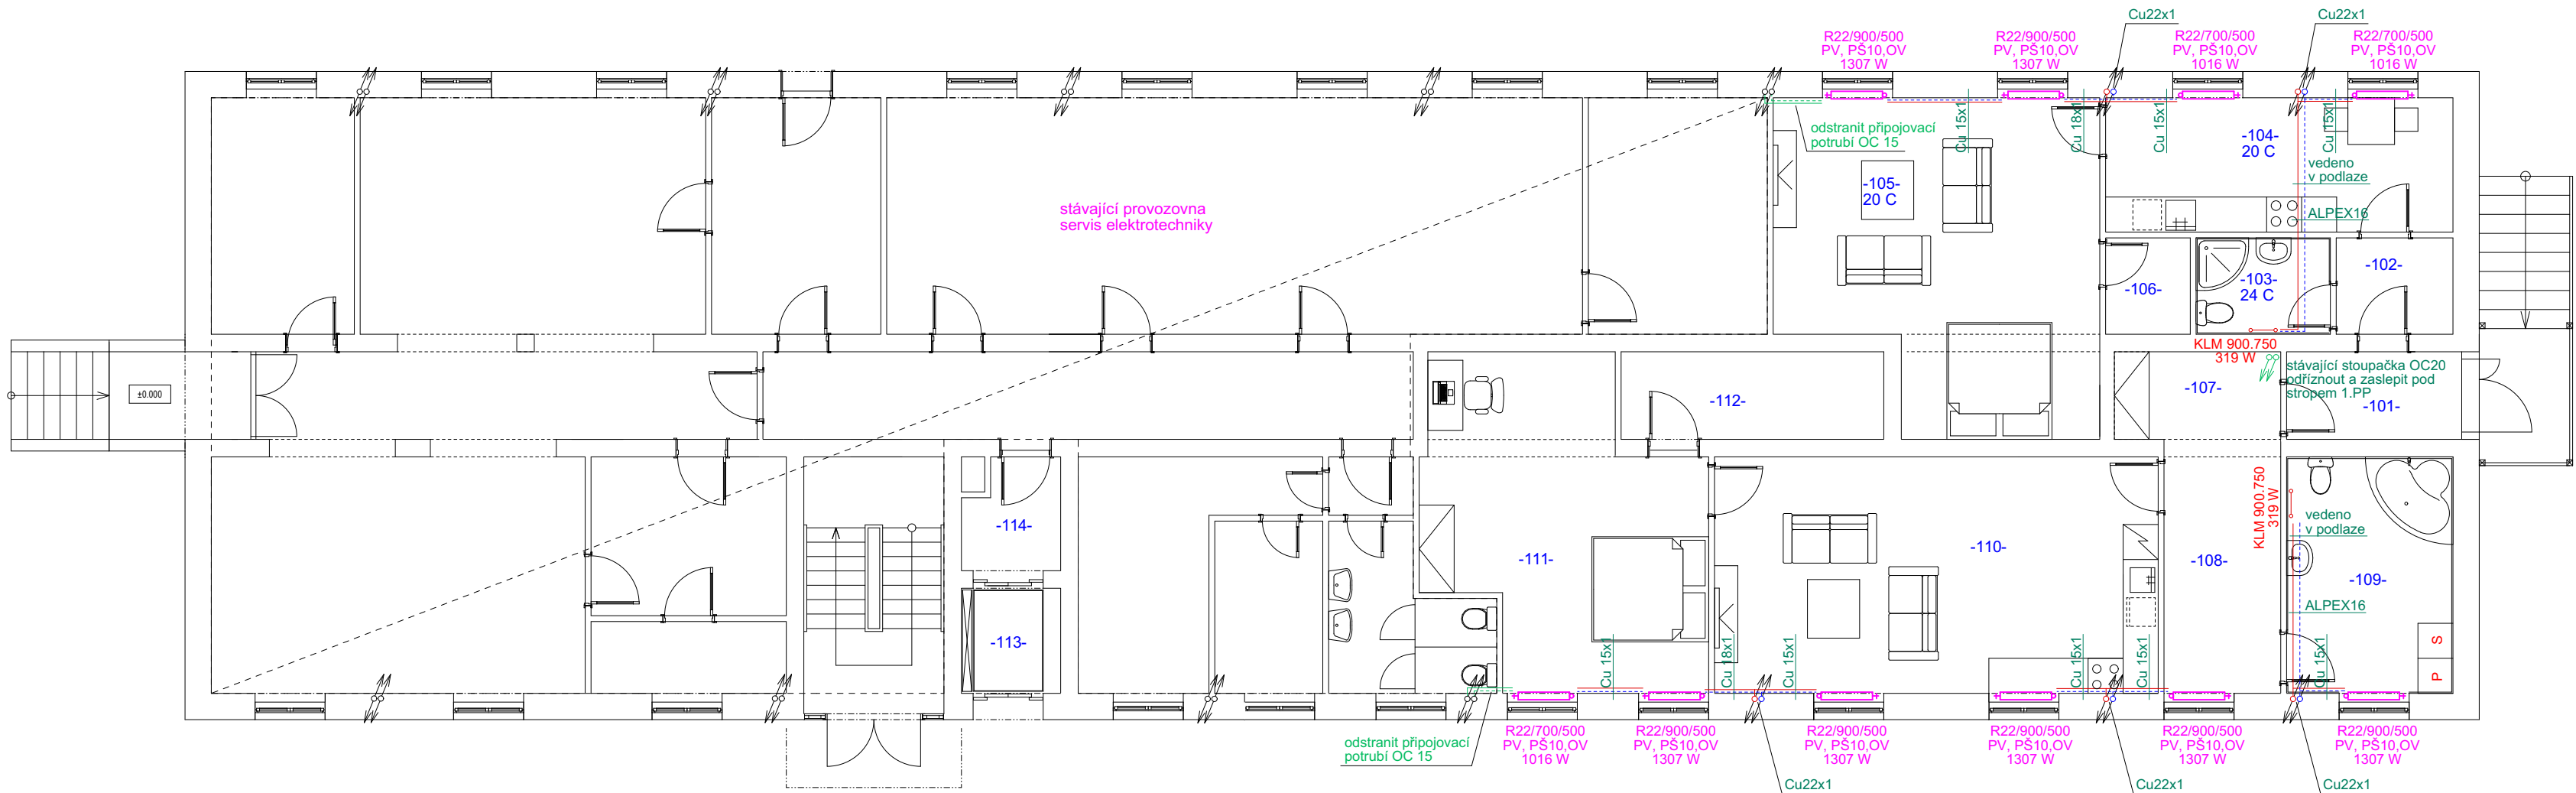 Cu22x1
Cu22x1
R22/900/500
PV, PŠ10,OV
1307 W
R22/900/500
PV, PŠ10,OV
1307 W
R22/700/500
PV, PŠ10,OV
1016 W
R22/700/500
PV, PŠ10,OV
1016 W
odstranit připojovací
potrubí OC 15
Cu 15x1
Cu 18x1
Cu 15x1
Cu 15x1
-104-
20 C
vedeno
v podlaze
-105-
20 C
stávající provozovna
servis elektrotechniky
ALPEX16
-102-
-103-
24 C
-106-
KLM 900.750
319 W
stávající stoupačka OC20
odříznout a zaslepit pod
stropem 1.PP
±0.000
-107-
-112-
-101-
KLM 900.750
319 W
-114-
vedeno
v podlaze
-110-
-111-
-108-
-109-
ALPEX16
-113-
Cu 15x1
Cu 18x1
Cu 15x1
Cu 15x1
Cu 15x1
Cu 15x1
S
P
odstranit připojovací
potrubí OC 15
R22/700/500
PV, PŠ10,OV
1016 W
R22/900/500
PV, PŠ10,OV
1307 W
R22/900/500
PV, PŠ10,OV
1307 W
R22/900/500
PV, PŠ10,OV
1307 W
R22/900/500
PV, PŠ10,OV
1307 W
R22/900/500
PV, PŠ10,OV
1307 W
Cu22x1
Cu22x1
Cu22x1